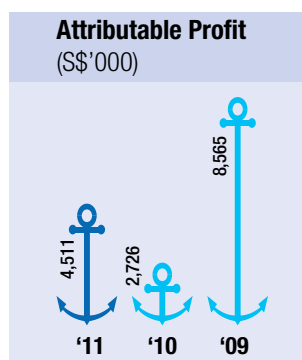 Attributable Profit
(S$’000)
4,511
2,726
8,565
‘11 ‘10 ‘09